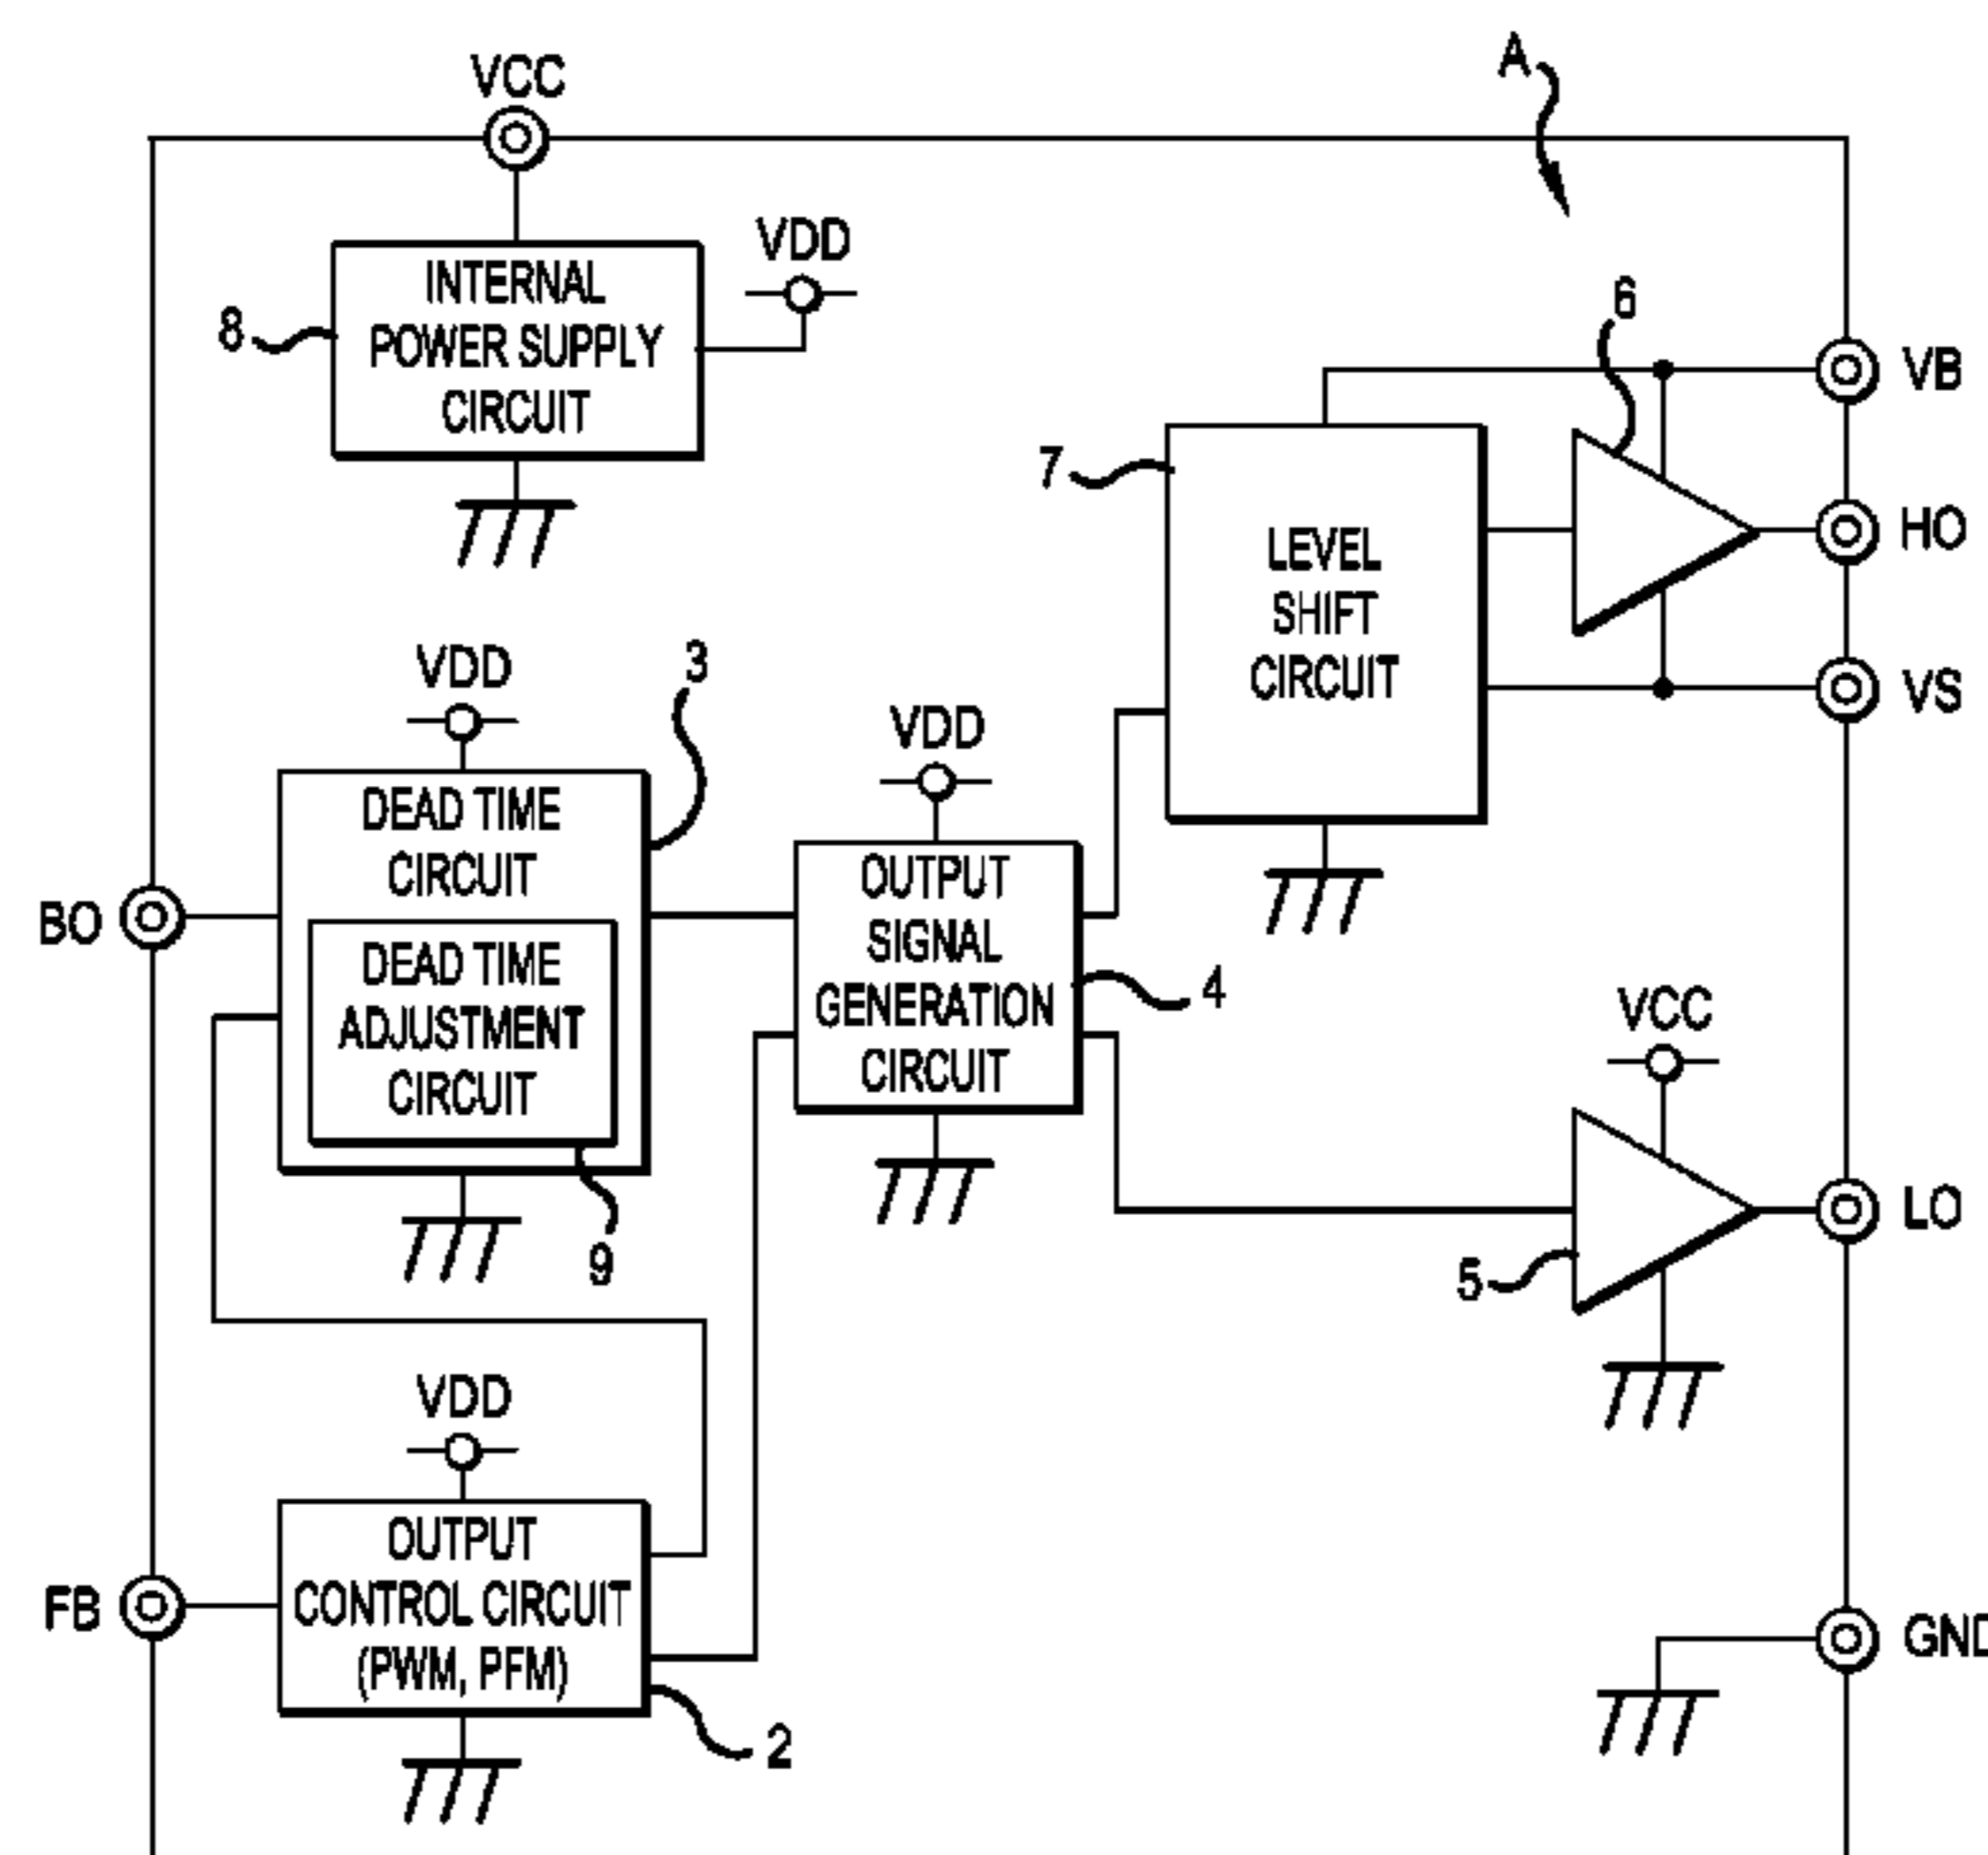 VCC
A
VDD
INTERNAL
POWER SUPPLY
CIRCUIT
8
6
VB
7
LEVEL
SHIFT
CIRCUIT
HO
VS
VDD
3
DEAD TIME
CIRCUIT
BO
DEAD TIME
ADJUSTMENT
CIRCUIT
9
VDD
OUTPUT
SIGNAL
GENERATION
CIRCUIT
4
VCC
LO
5
VDD
OUTPUT
CONTROL CIRCUIT
(PWM, PFM)
FB
2
GND